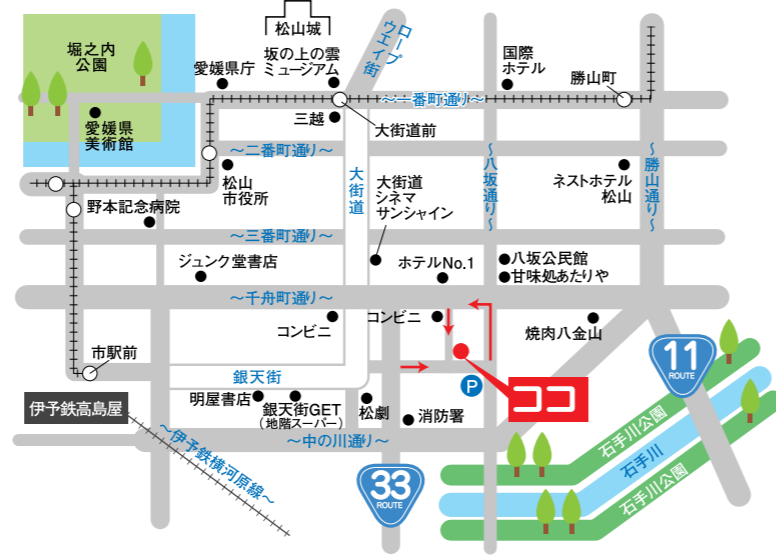 松山城
ロープ
ウエイ街
堀之内
公園
愛媛県庁
坂の上の雲
ミュージアム
国際
ホテル
勝山町
～一番町通り～
愛媛県
美術館
三越
大街道前
～二番町通り～
松山
市役所
大街道
大街道
シネマ
サンシャイン
～八坂通り～
ネストホテル
松山
～勝山通り～
野本記念病院
～三番町通り～
ジュンク堂書店
ホテルNo.1
八坂公民館
甘味処あたりや
～千舟町通り～
コンビニ
コンビニ
焼肉八金山
市駅前
銀天街
P
ココ
11
ROUTE
伊予鉄高島屋
明屋書店
銀天街GET
（地階スーパー）
松劇
消防署
～中の川通り～
～伊予鉄横河原線～
33
ROUTE
石手川公園
石手川
石手川公園